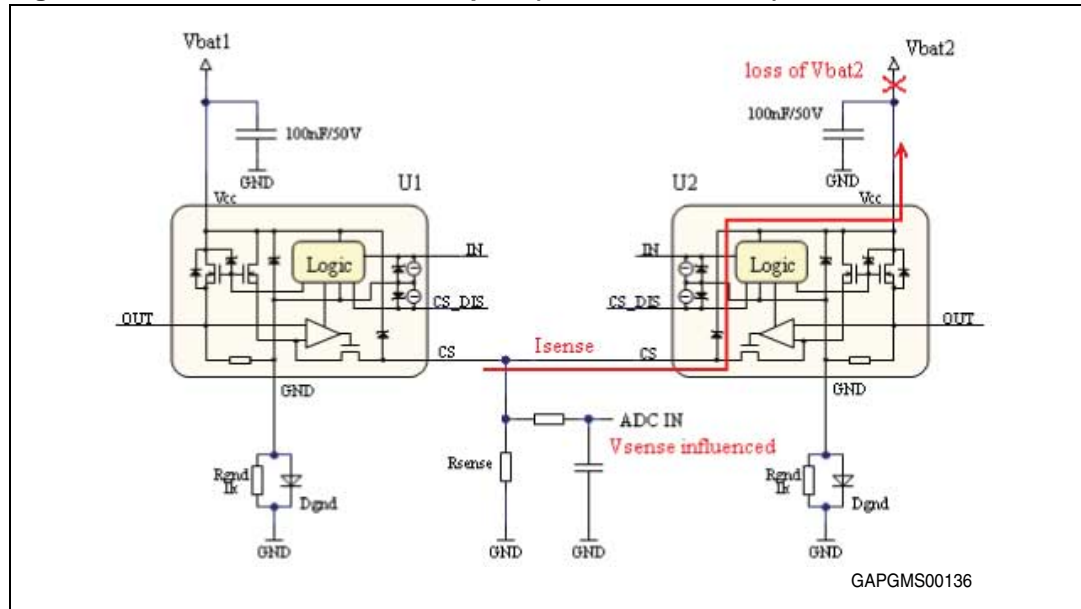 Vbat1
Vbat2
loss of Vbat2
100nF/50V
100nF/50V
GND
GND
U1
U2
Vcc
Vcc
IN
IN
Logic
Logic
CS_DIS
CS_DIS
OUT
OUT
CS
Isense
CS
GND
GND
ADC IN
Vsense influenced
Rsense
Rgnd
1k
Dgnd
Rgnd
1k
Dgnd
GND
GND
GND
GND
GAPGMS00136